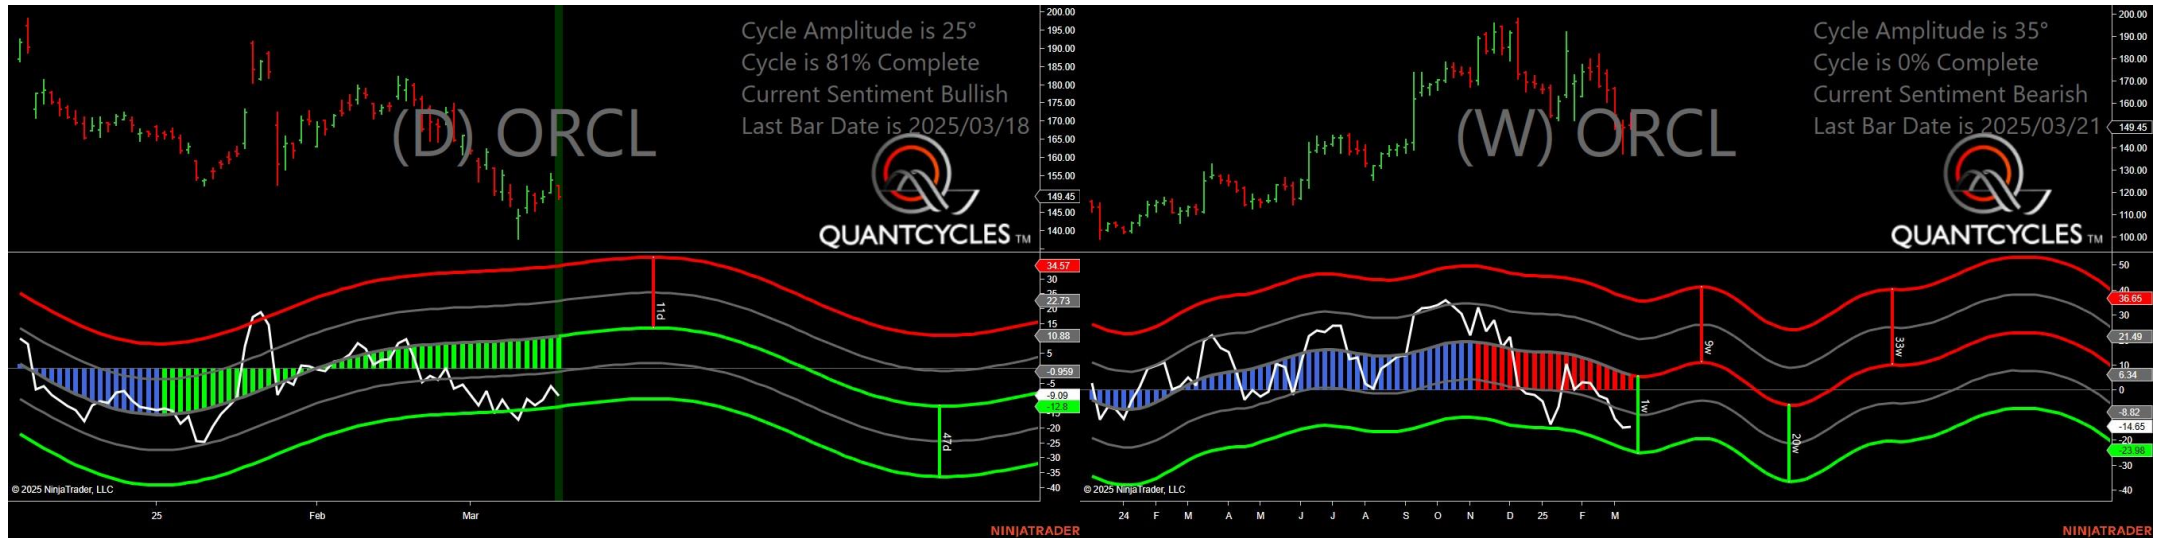 Cycle Amplitude is 25°
Cycle is 81% Complete
Current Sentiment Bullish
Last Bar Date is 2025/03/18
(D) ORCL
QUANTCYCLES TM
200.00
195.00
190.00
185.00
180.00
175.00
170.00
165.00
160.00
155.00
149.45
145.00
140.00
34.57
30
25
22.73
20
15
10.88
5
-0.959
-5
-9.09
-12.8
-15
-20
-25
-30
-35
-40
11d
47d
© 2025 NinjaTrader, LLC
25 Feb Mar
NINJATRADER
Cycle Amplitude is 35°
Cycle is 0% Complete
Current Sentiment Bearish
Last Bar Date is 2025/03/21
(W) ORCL
QUANTCYCLES TM
200.00
190.00
180.00
170.00
160.00
149.45
140.00
130.00
120.00
110.00
100.00
50
40
36.65
30
21.49
10
6.34
0
-8.82
-14.65
-20
-23.98
-30
-40
1w
9w
20w
33w
© 2025 NinjaTrader, LLC
24 F M A M J J A S O N D 25 F M
NINJATRADER